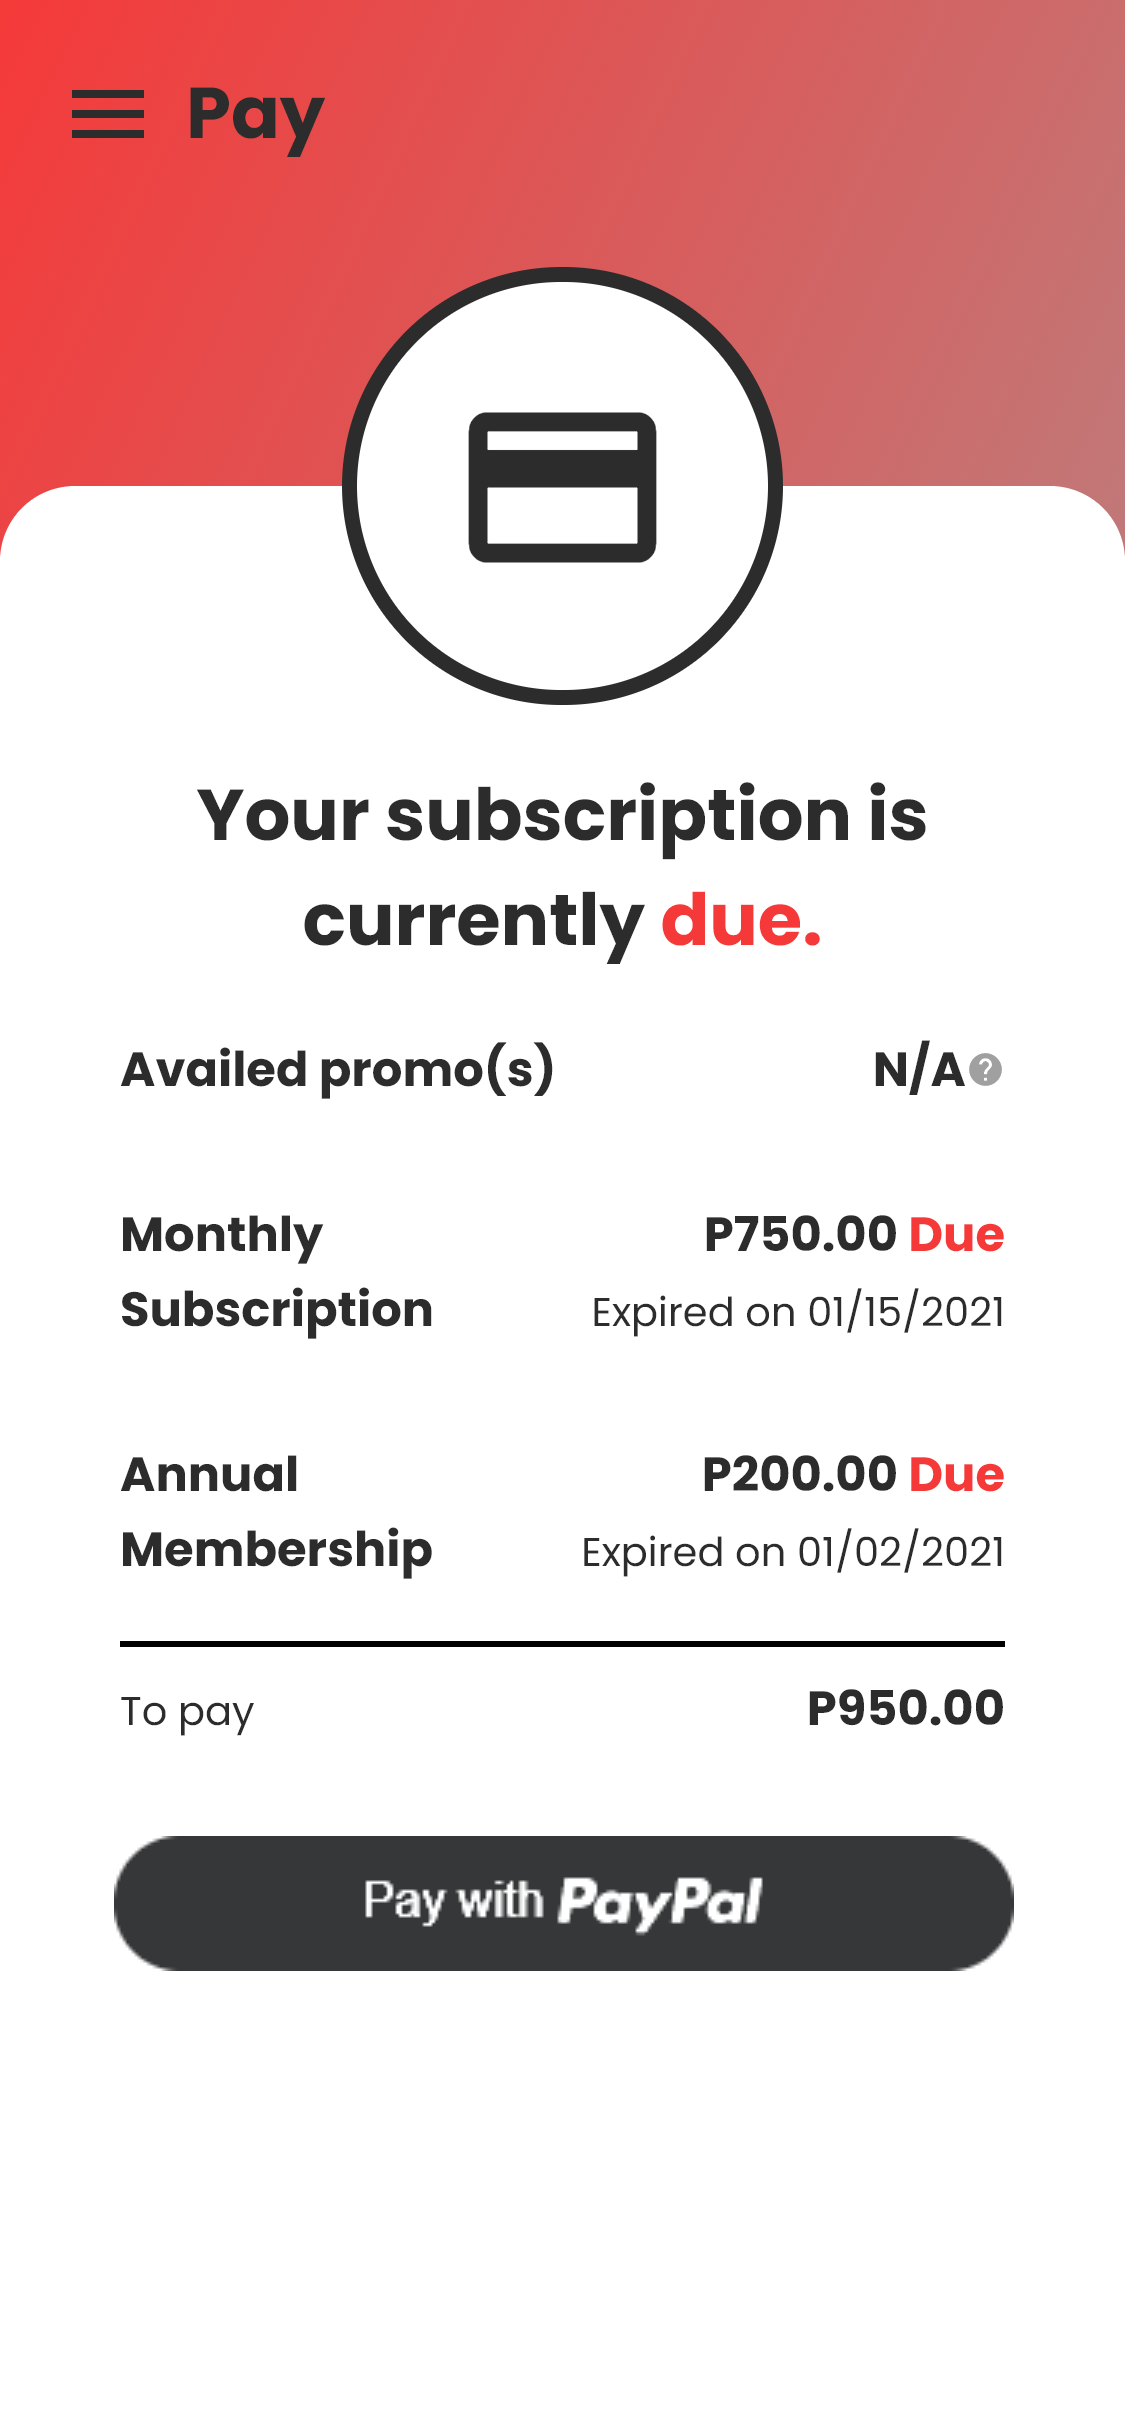 Pay
Your subscription is
currently due.
Availed promo(s) N/A?
Monthly P750.00 Due
Subscription Expired on 01/15/2021
Annual P200.00 Due
Membership Expired on 01/02/2021
To pay P950.00
Pay with PayPal